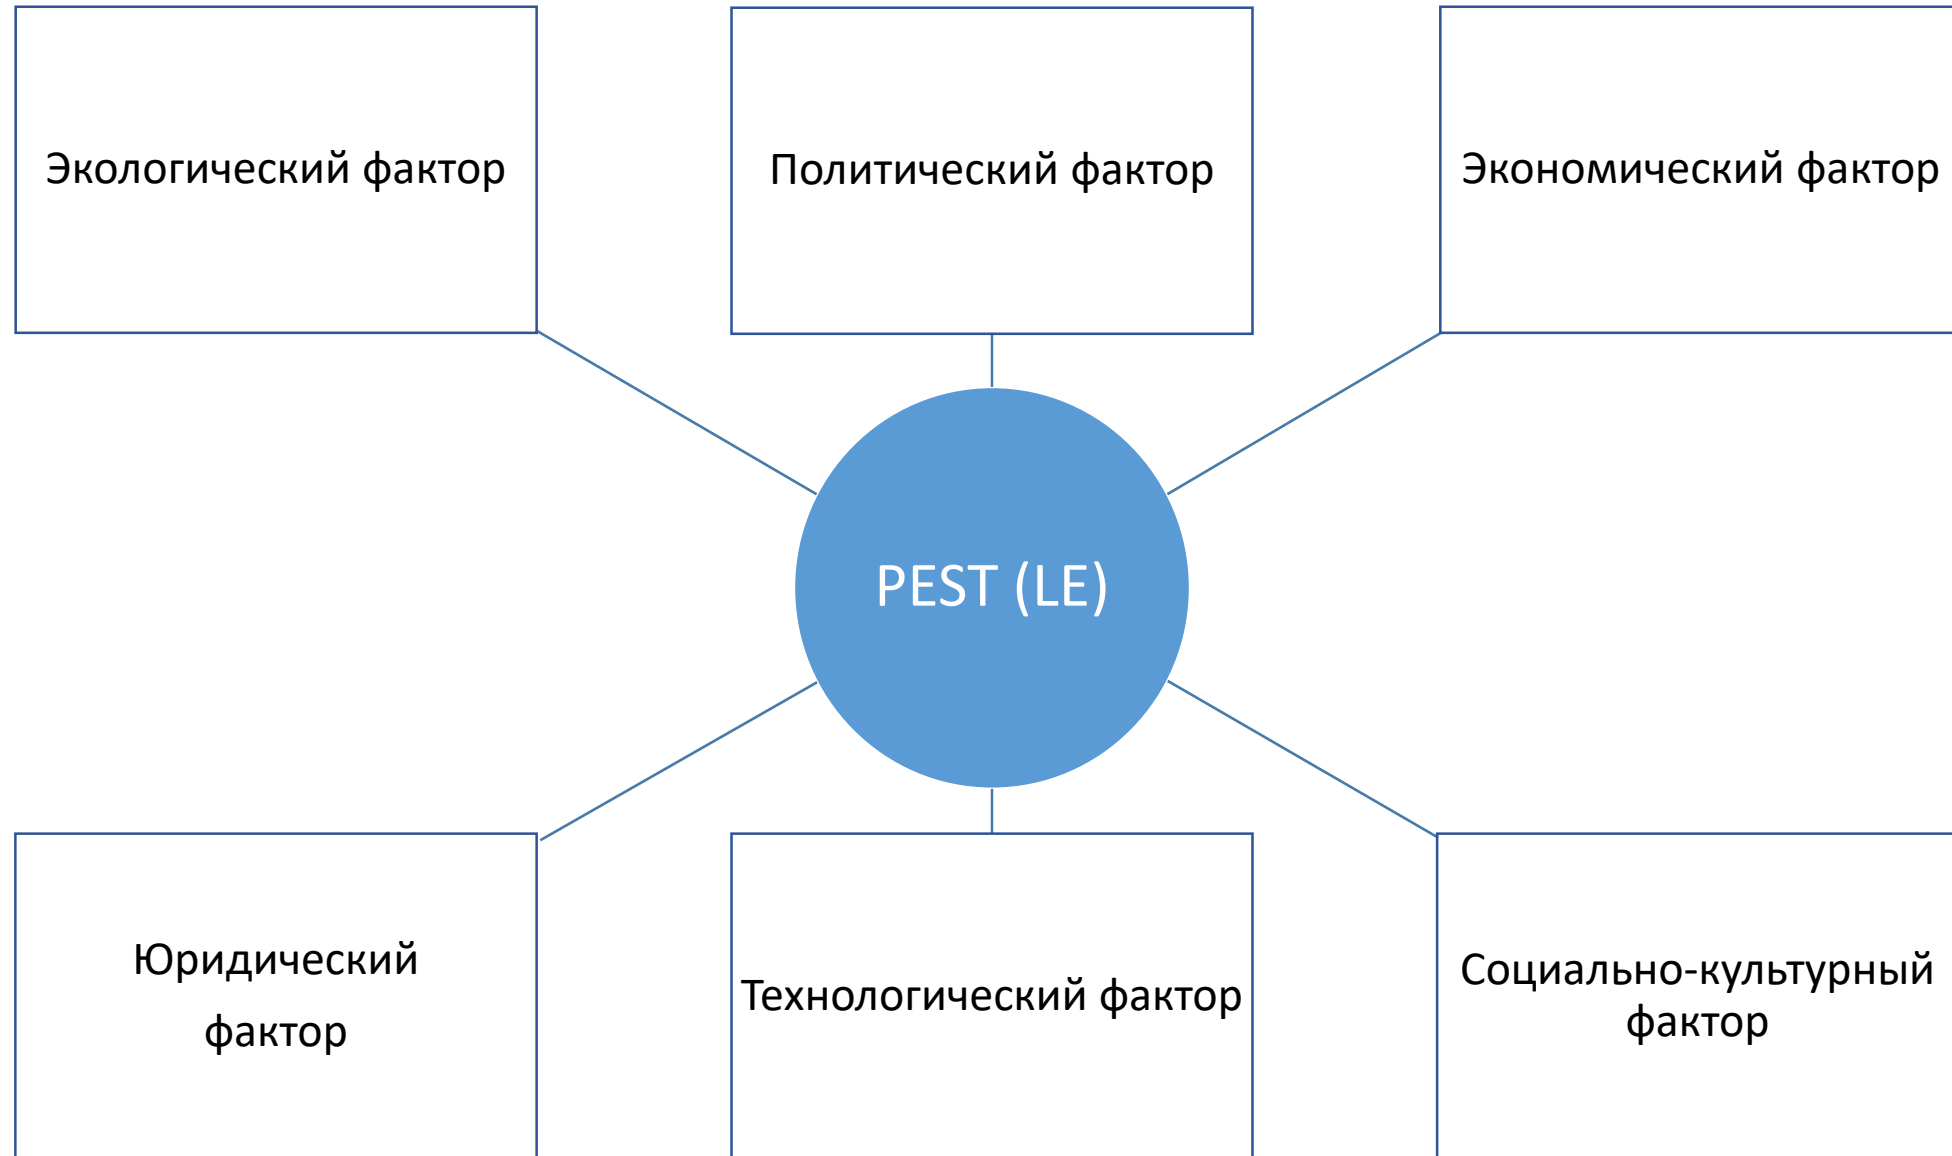 Экологический фактор
Политический фактор
Экономический фактор
PEST (LE)
Юридический
фактор
Технологический фактор
Социально-культурный
фактор